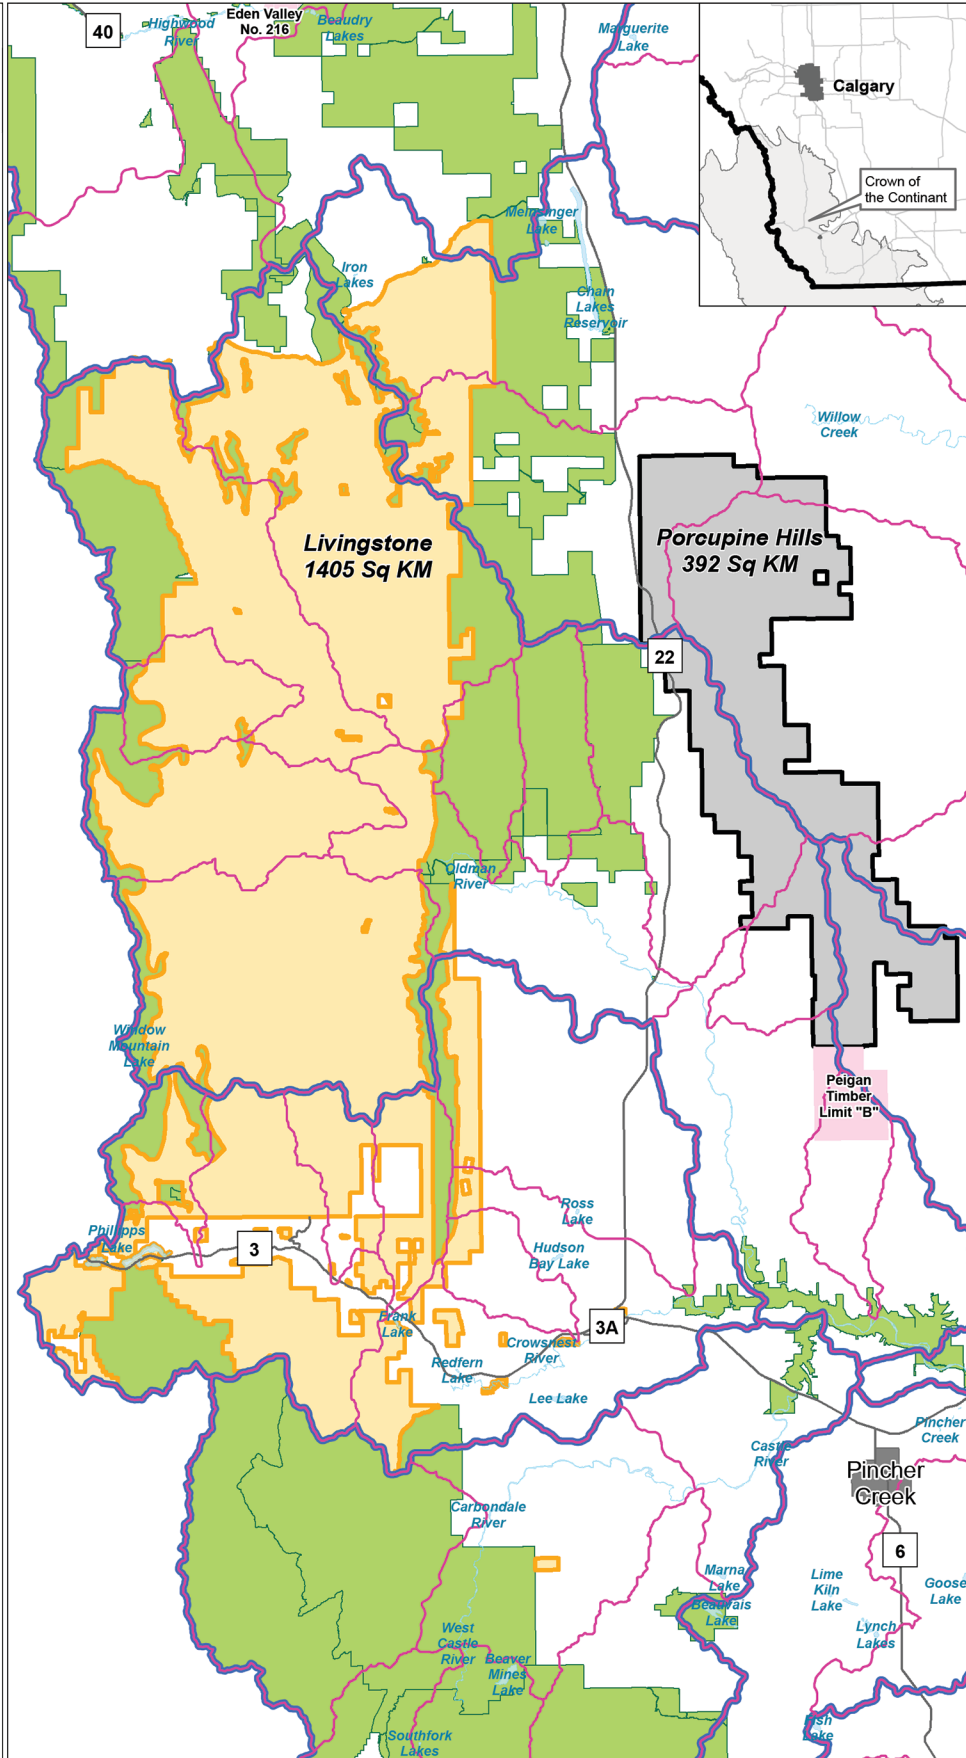 40
Highwood
River
Eden Valley
No. 216
Beaudry
Lakes
Marguerite
Lake
Calgary
Crown of
the Continant
Meinsinger
Lake
Iron
Lakes
Chain
Lakes
Reservoir
Willow
Creek
Livingstone
1405 Sq KM
Porcupine Hills
392 Sq KM
22
Oldman
River
Window
Mountain
Lake
Peigan
Timber
Limit "B"
Phillipps
Lake
3
Ross
Lake
Hudson
Bay Lake
Frank
Lake
3A
Crowsnest
River
Redfern
Lake
Lee Lake
Castle
River
Pincher
Creek
Pincher
Creek
Carbondale
River
6
Marna
Lake
Beauvais
Lake
Lime
Kiln
Lake
Goose
Lake
Lynch
Lakes
West
Castle
River
Beaver
Mines
Lake
Fish
Lake
Southfork
Lakes